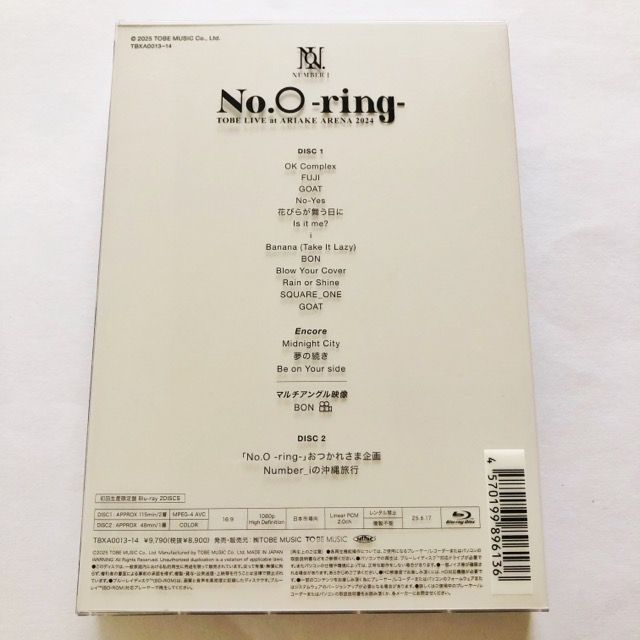 © 2025 TOBE MUSIC Co., Ltd.
TBXA0013-14
NUMBER I
No.O -ring-
TOBE LIVE at ARIAKE ARENA 2024
DISC 1
OK Complex
FUJI
GOAT
No-Yes
花びらが舞う日に
Is it me?
i
Banana (Take It Lazy)
BON
Blow Your Cover
Rain or Shine
SQUARE_ONE
GOAT
Encore
Midnight City
夢の続き
Be on Your side
マルチアングル映像
BON
DISC 2
「No.O -ring-」おつかれさま企画
Number_iの沖縄旅行
初回生産限定盤 Blu-ray 2DISCS
DISC1: APPROX 115min/2層 MPEG-4 AVC
DISC2: APPROX 48min/1層 COLOR
16:9
1080p
High Definition
日本市場向
Linear PCM
2.0ch
レンタル禁止
複製不能
25.6.17
Blu-ray Disc
TBXA0013-14 ¥9,790(税抜¥8,900) 発売・販売元:㈱TOBE MUSIC TOBE MUSIC
4 570199 896136